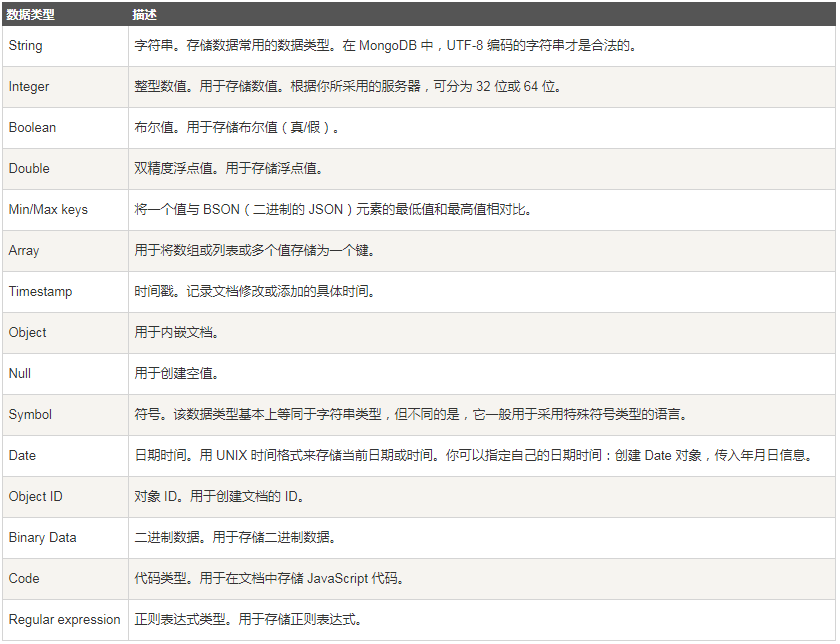 数据类型 描述
String 字符串。存储数据常用的数据类型。在 MongoDB 中，UTF-8 编码的字符串才是合法的。
Integer 整型数值。用于存储数值。根据你所采用的服务器，可分为 32 位或 64 位。
Boolean 布尔值。用于存储布尔值（真/假）。
Double 双精度浮点值。用于存储浮点值。
Min/Max keys 将一个值与 BSON（二进制的 JSON）元素的最低值和最高值相对比。
Array 用于将数组或列表或多个值存储为一个键。
Timestamp 时间戳。记录文档修改或添加的具体时间。
Object 用于内嵌文档。
Null 用于创建空值。
Symbol 符号。该数据类型基本上等同于字符串类型，但不同的是，它一般用于采用特殊符号类型的语言。
Date 日期时间。用 UNIX 时间格式来存储当前日期或时间。你可以指定自己的日期时间：创建 Date 对象，传入年月日信息。
Object ID 对象 ID。用于创建文档的 ID。
Binary Data 二进制数据。用于存储二进制数据。
Code 代码类型。用于在文档中存储 JavaScript 代码。
Regular expression 正则表达式类型。用于存储正则表达式。